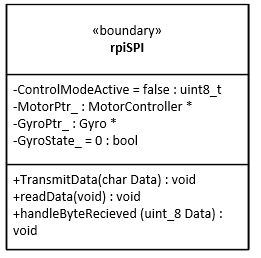 «boundary»
rpiSPI
-ControlModeActive = false : uint8_t
-MotorPtr_ : MotorController *
-GyroPtr_ : Gyro *
-GyroState_ = 0 : bool
+TransmitData(char Data) : void
+readData(void) : void
+handleByteRecieved (uint_8 Data) :
void